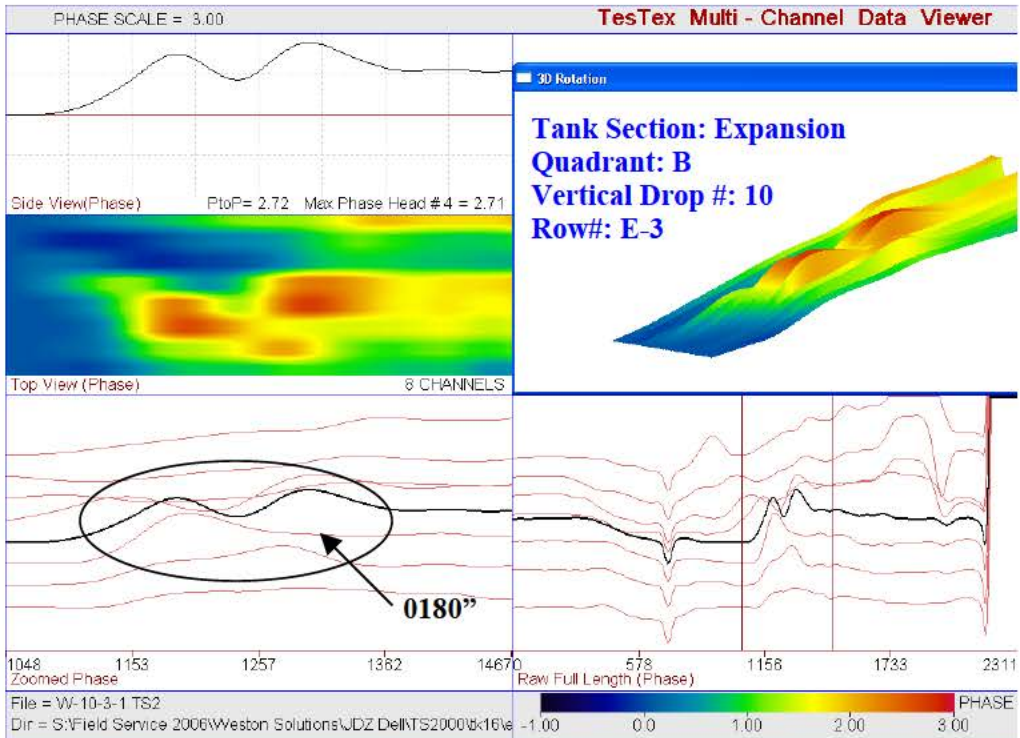 PHASE SCALE = 3.00
TesTex Multi - Channel Data Viewer
3D Rotation
Tank Section: Expansion
Quadrant: B
Vertical Drop #: 10
Row#: E-3
Side View(Phase) PtoP= 2.72 Max Phase Head #4 = 2.71
Top View (Phase) 8 CHANNELS
0180”
1048 1153 1257 1362 1467
Zoomed Phase
0 578 1156 1733 2311
Raw Full Length (Phase)
File = W-10-3-1 TS2
Dir = S:\Field Service 2006\Weston Solutions\JDZ Dell\TS2000\tk16\e
PHASE
-1.00 0.0 1.00 2.00 3.00